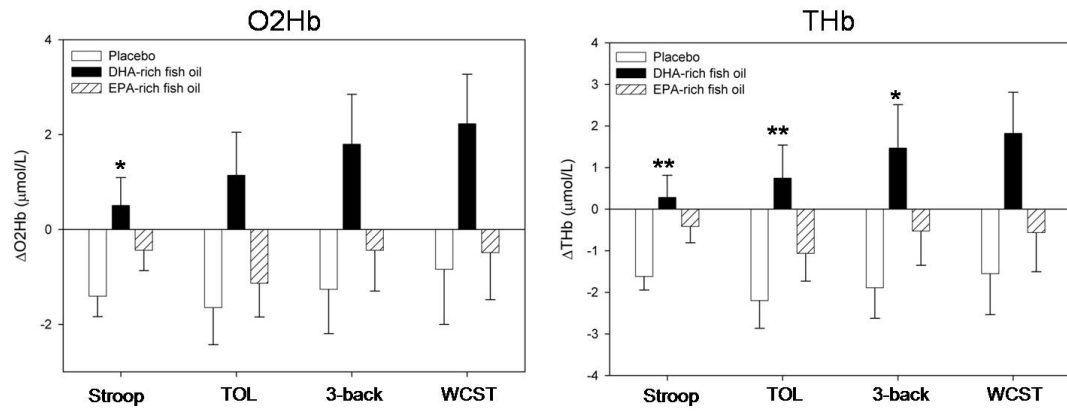 O2Hb
4
Placebo
DHA-rich fish oil
EPA-rich fish oil
2
*
0
-2
ΔO2Hb (μmol/L)
Stroop TOL 3-back WCST
THb
4
Placebo
3
DHA-rich fish oil
EPA-rich fish oil
*
2
**
**
1
0
-1
-2
-3
-4
ΔTHb (μmol/L)
Stroop TOL 3-back WCST